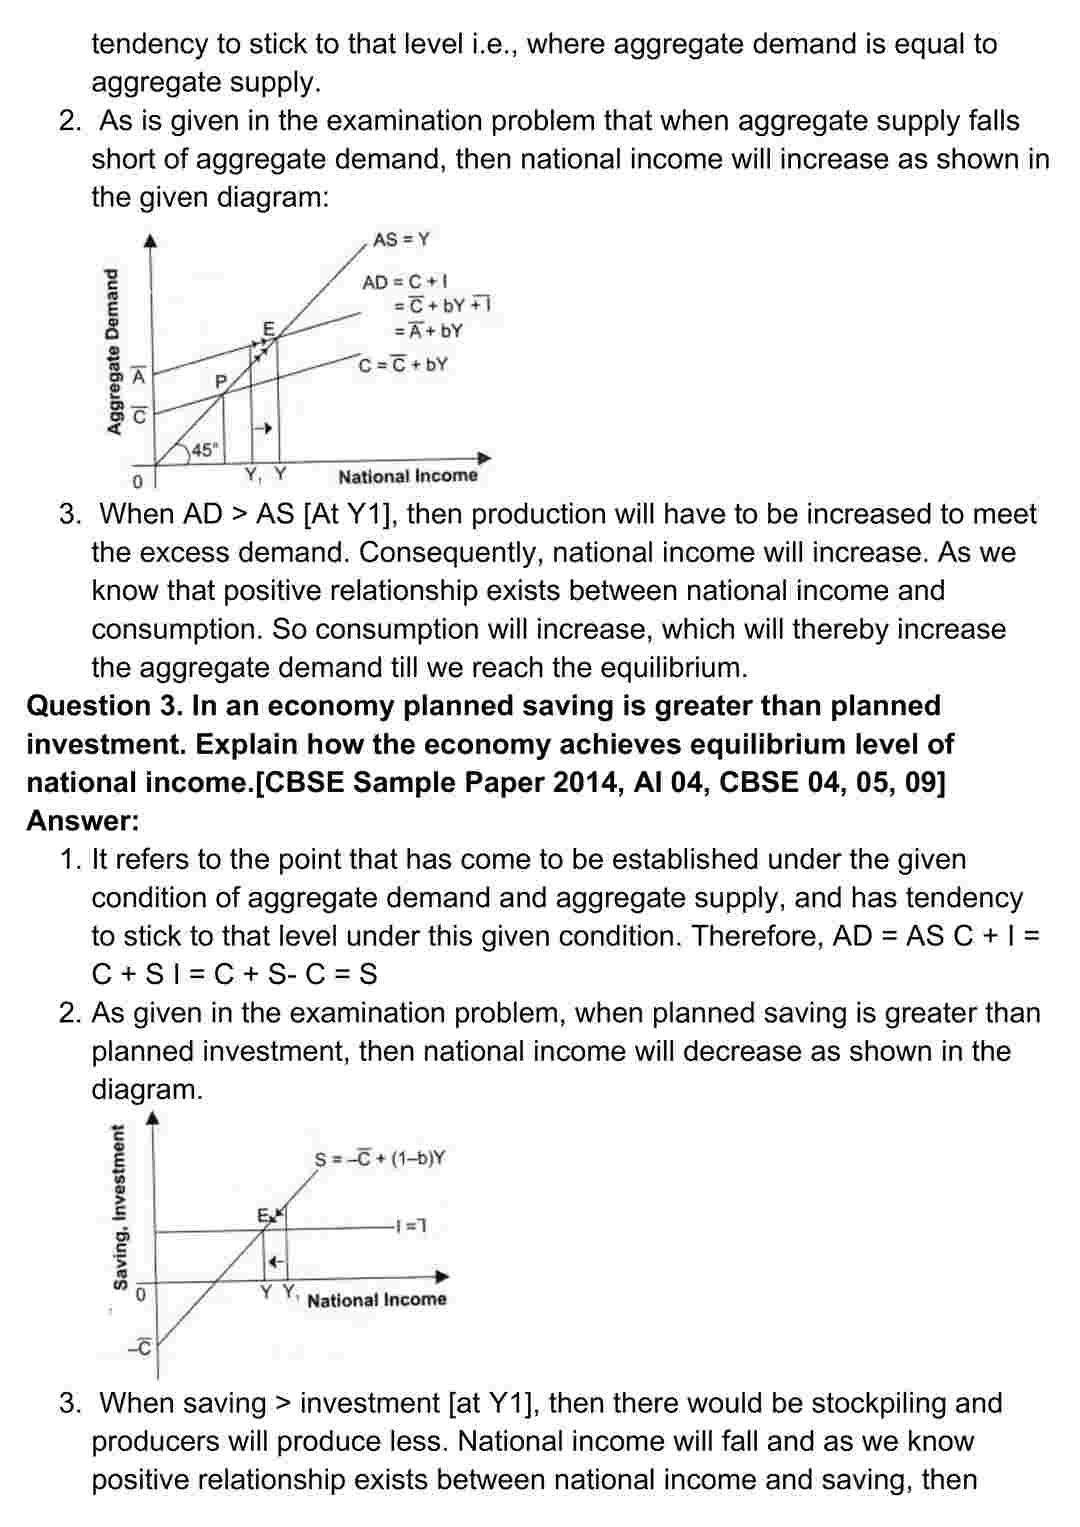 tendency to stick to that level i.e., where aggregate demand is equal to
aggregate supply.
2. As is given in the examination problem that when aggregate supply falls
short of aggregate demand, then national income will increase as shown in
the given diagram:
AS = Y
AD = C + I
= C̅ + bY + I̅
= A̅ + bY
C = C̅ + bY
Aggregate Demand
E
A̅
P
C̅
45°
0
Y₁ Y
National Income
3. When AD > AS [At Y1], then production will have to be increased to meet
the excess demand. Consequently, national income will increase. As we
know that positive relationship exists between national income and
consumption. So consumption will increase, which will thereby increase
the aggregate demand till we reach the equilibrium.
Question 3. In an economy planned saving is greater than planned
investment. Explain how the economy achieves equilibrium level of
national income.[CBSE Sample Paper 2014, AI 04, CBSE 04, 05, 09]
Answer:
1. It refers to the point that has come to be established under the given
condition of aggregate demand and aggregate supply, and has tendency
to stick to that level under this given condition. Therefore, AD = AS C + I =
C + S I = C + S- C = S
2. As given in the examination problem, when planned saving is greater than
planned investment, then national income will decrease as shown in the
diagram.
Saving, Investment
S = –C̅ + (1–b)Y
E
I = I̅
0
Y Y₁
National Income
–C̅
3. When saving > investment [at Y1], then there would be stockpiling and
producers will produce less. National income will fall and as we know
positive relationship exists between national income and saving, then